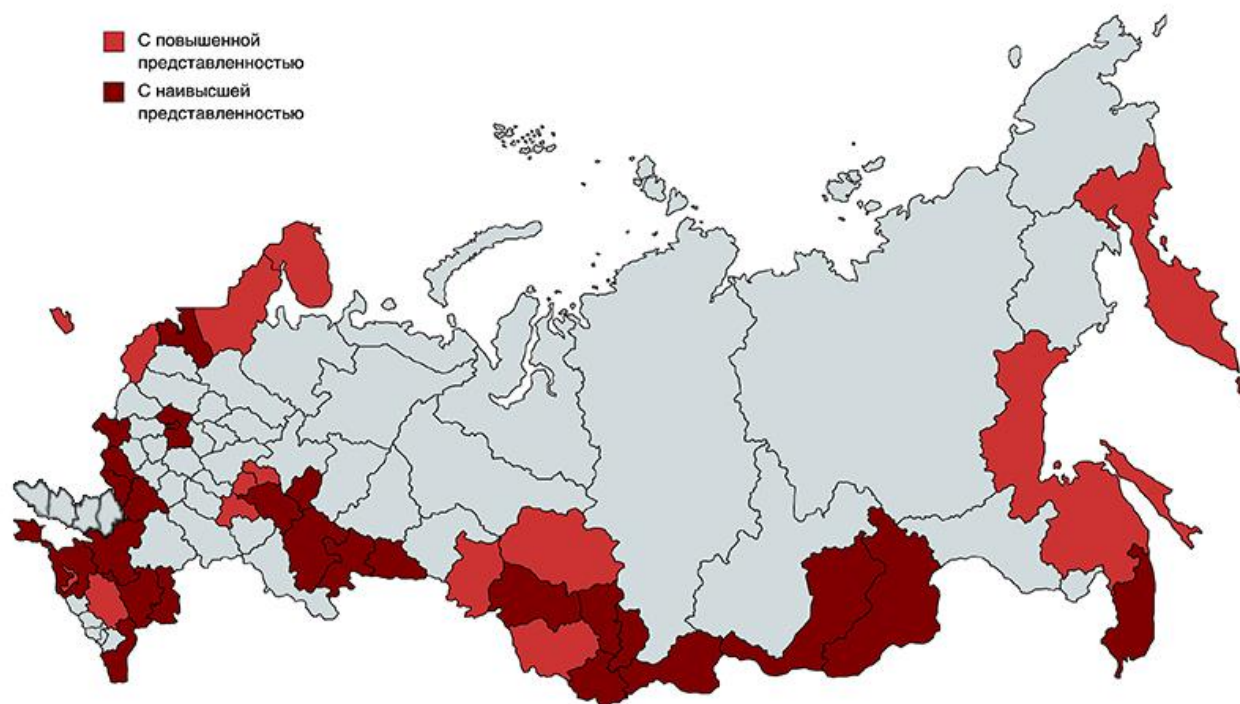 С повышенной
представленностью
С наивысшей
представленностью